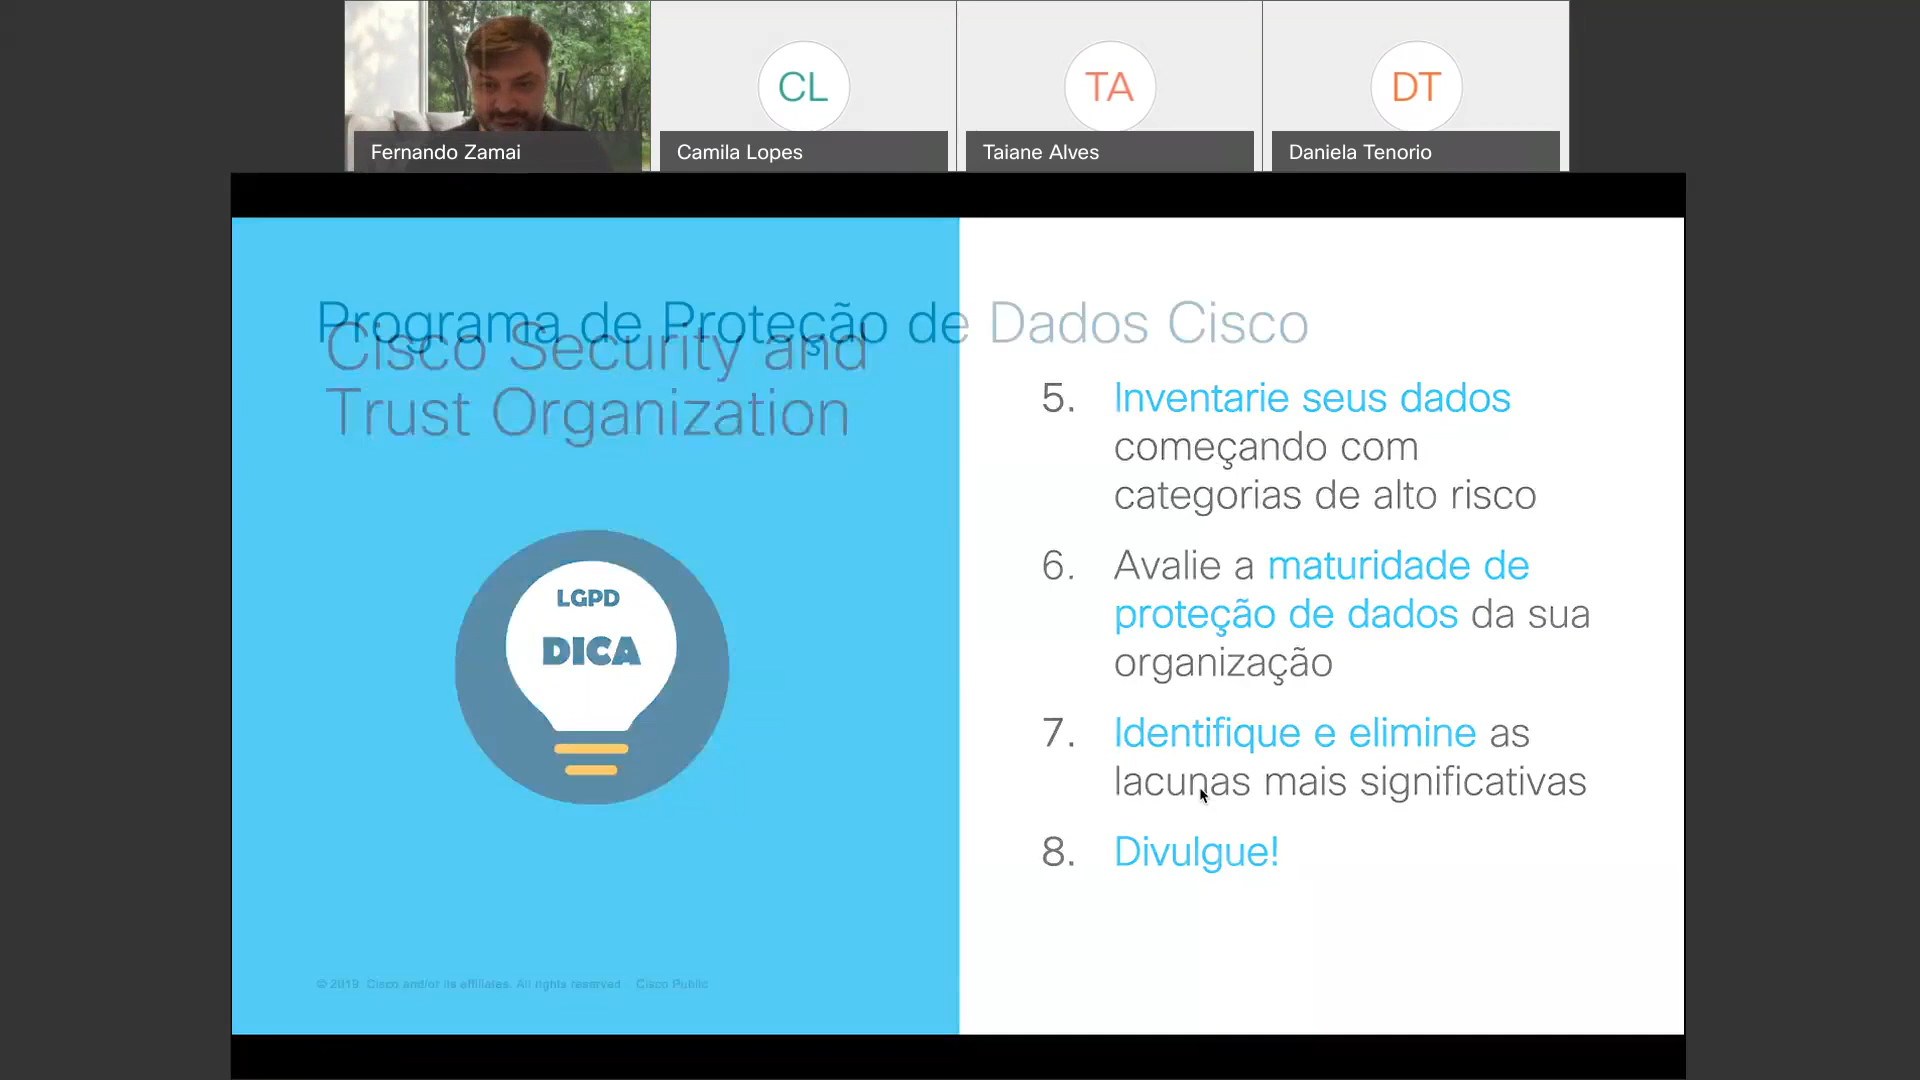 CL
TA
DT
Fernando Zamai
Camila Lopes
Taiane Alves
Daniela Tenorio
Programa de Proteção de Dados Cisco
Cisco Security and
Trust Organization
LGPD
DICA
5. Inventarie seus dados
começando com
categorias de alto risco
6. Avalie a maturidade de
proteção de dados da sua
organização
7. Identifique e elimine as
lacunas mais significativas
8. Divulgue!
© 2019 Cisco and/or its affiliates. All rights reserved. Cisco Public